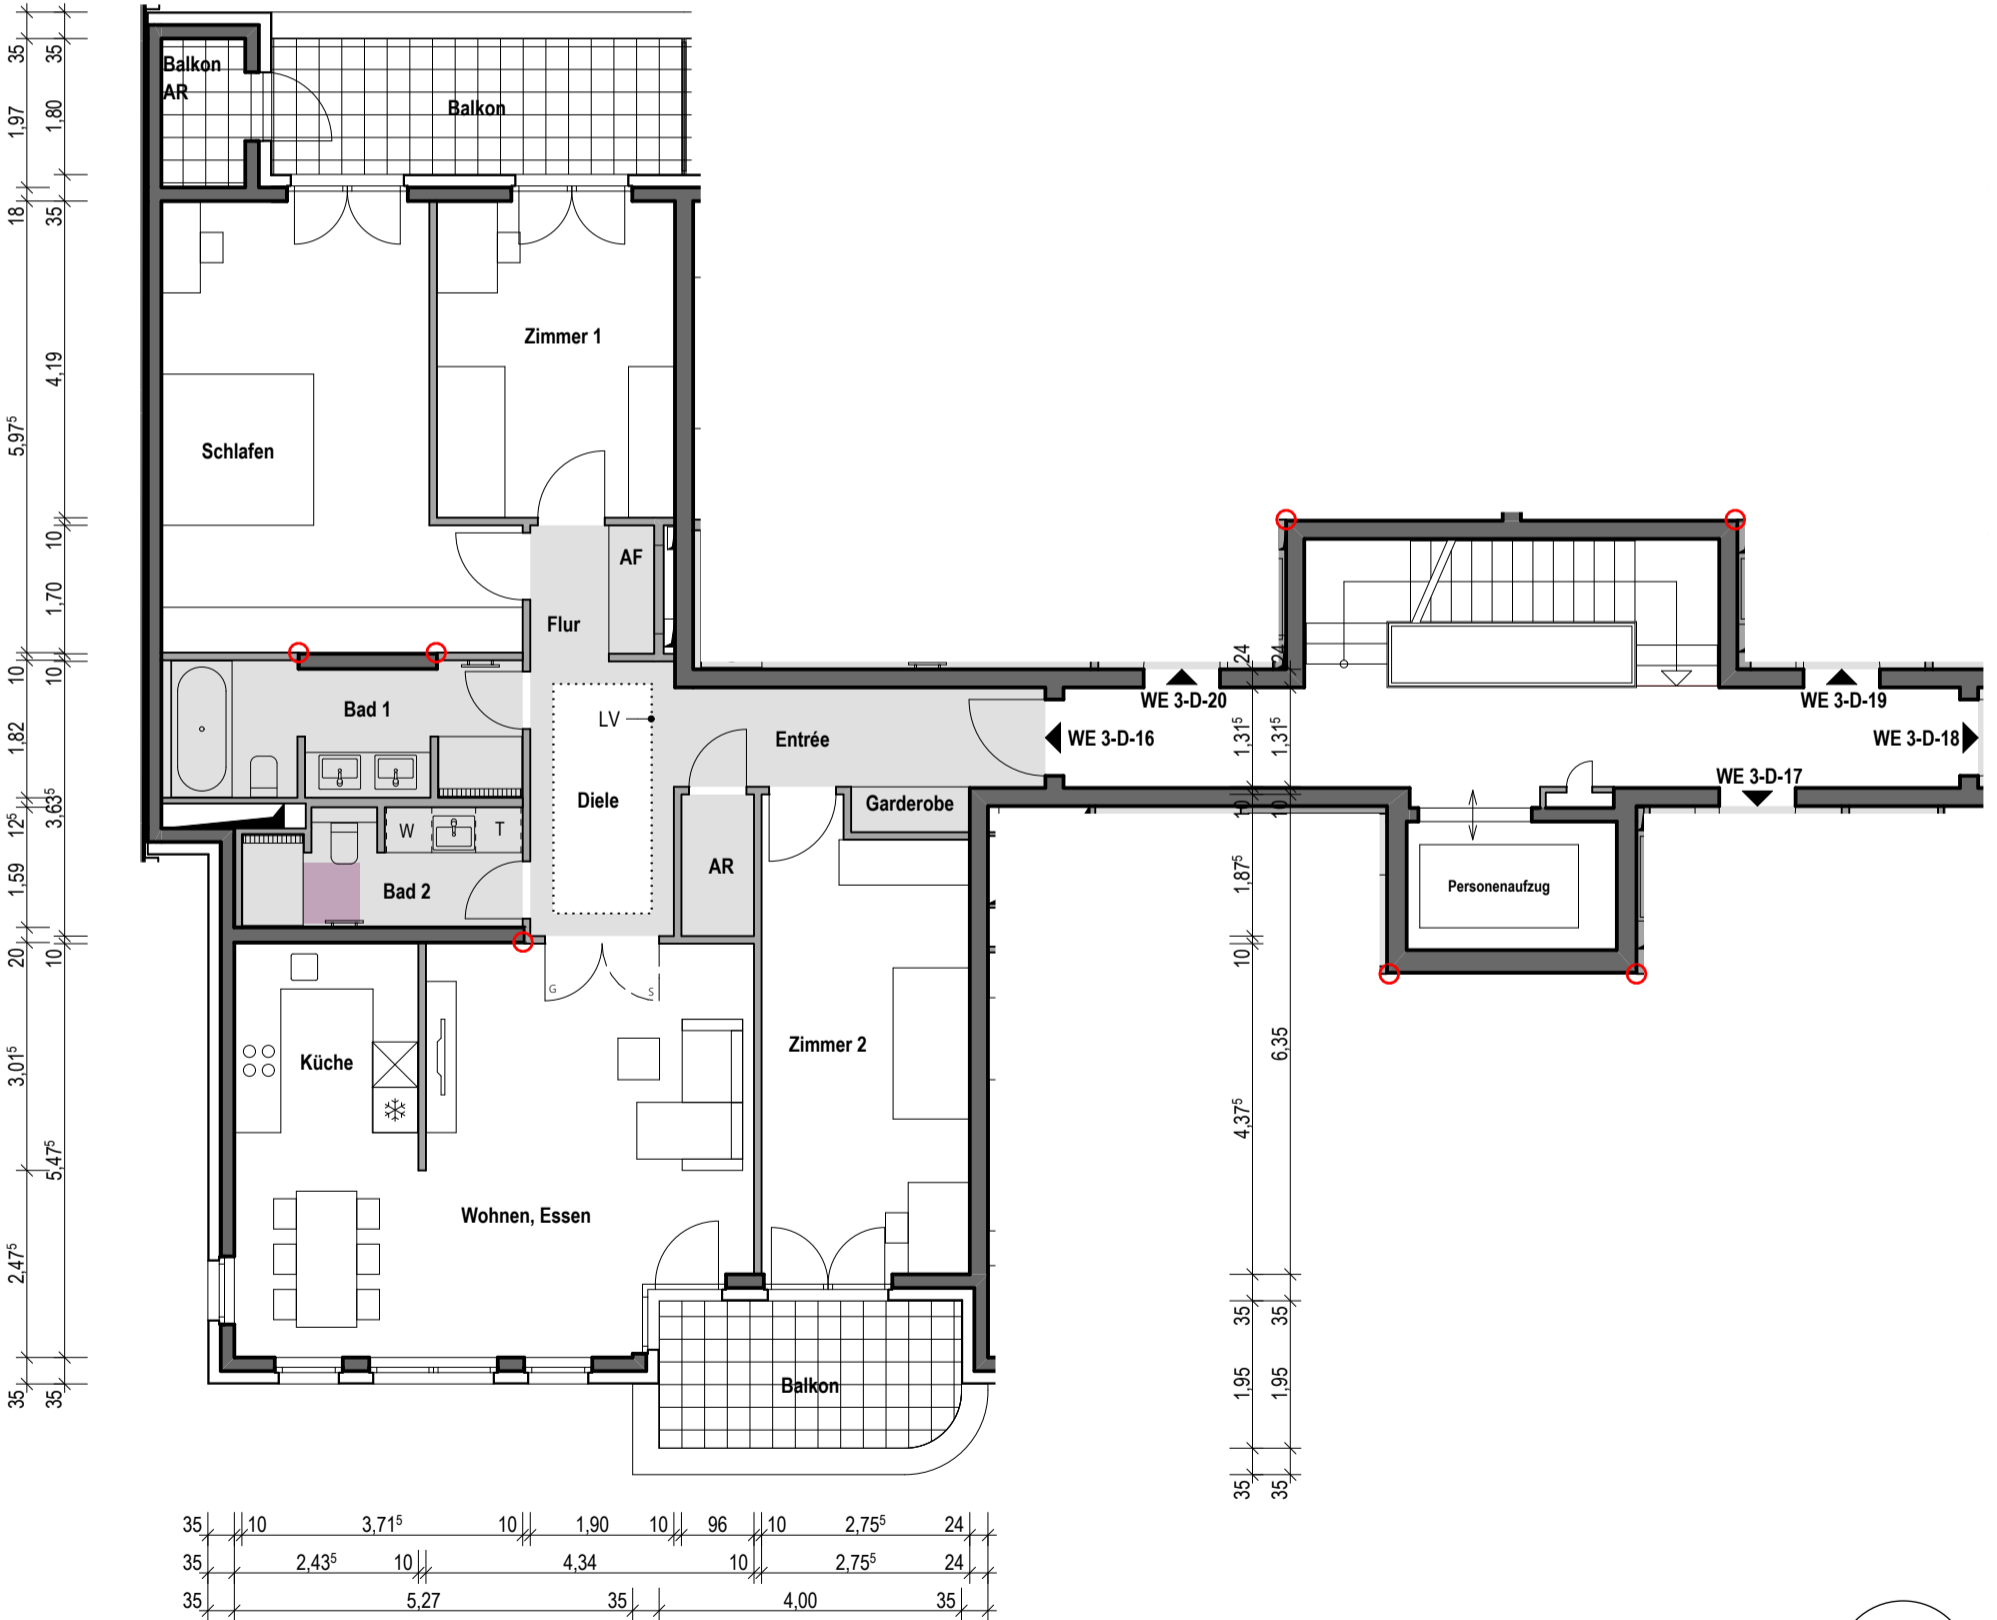 Balkon
AR
Balkon
Zimmer 1
Schlafen
AF
Flur
Bad 1
LV
Entrée
Diele
Garderobe
W
T
Bad 2
AR
G
S
Küche
Zimmer 2
Wohnen, Essen
Balkon
WE 3-D-20
WE 3-D-16
WE 3-D-19
WE 3-D-18
WE 3-D-17
Personenaufzug
35
1,97
18
5,97⁵
10
1,82
12⁵
1,59
20
3,01⁵
2,47⁵
35
35
1,80
35
4,19
10
1,70
10
3,635
10
5,47⁵
35
24
1,31⁵
10
1,87⁵
10
4,37⁵
35
1,95
35
24
1,31⁵
10
6,35
35
1,95
35
35 10 3,71⁵ 10 1,90 10 96 10 2,75⁵ 24
35 2,43⁵ 10 4,34 10 2,75⁵ 24
35 5,27 35 4,00 35